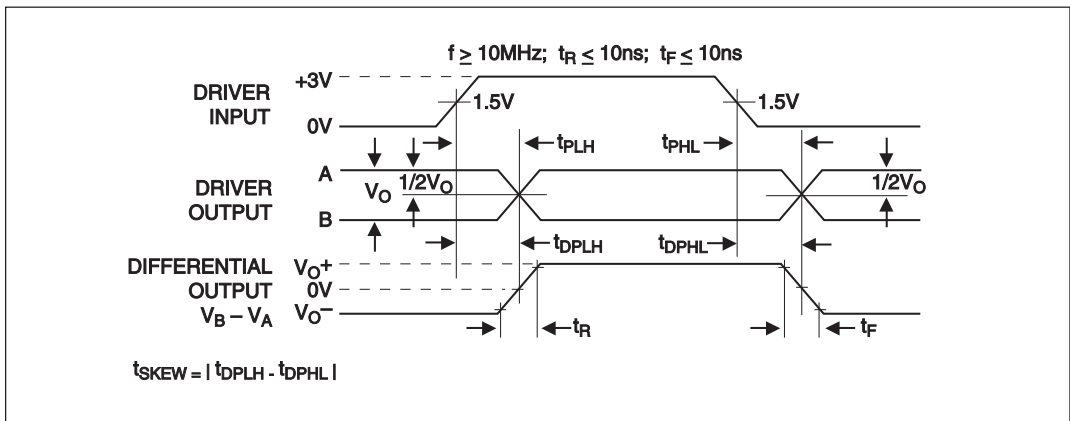 f ≥ 10MHz; tR ≤ 10ns; tF ≤ 10ns
+3V
DRIVER
INPUT
1.5V
1.5V
0V
tPLH
tPHL
A
DRIVER
OUTPUT
VO
1/2VO
1/2VO
B
tDPLH
tDPHL
DIFFERENTIAL
OUTPUT
VB – VA
VO+
0V
VO–
tR
tF
tSKEW = | tDPLH - tDPHL |